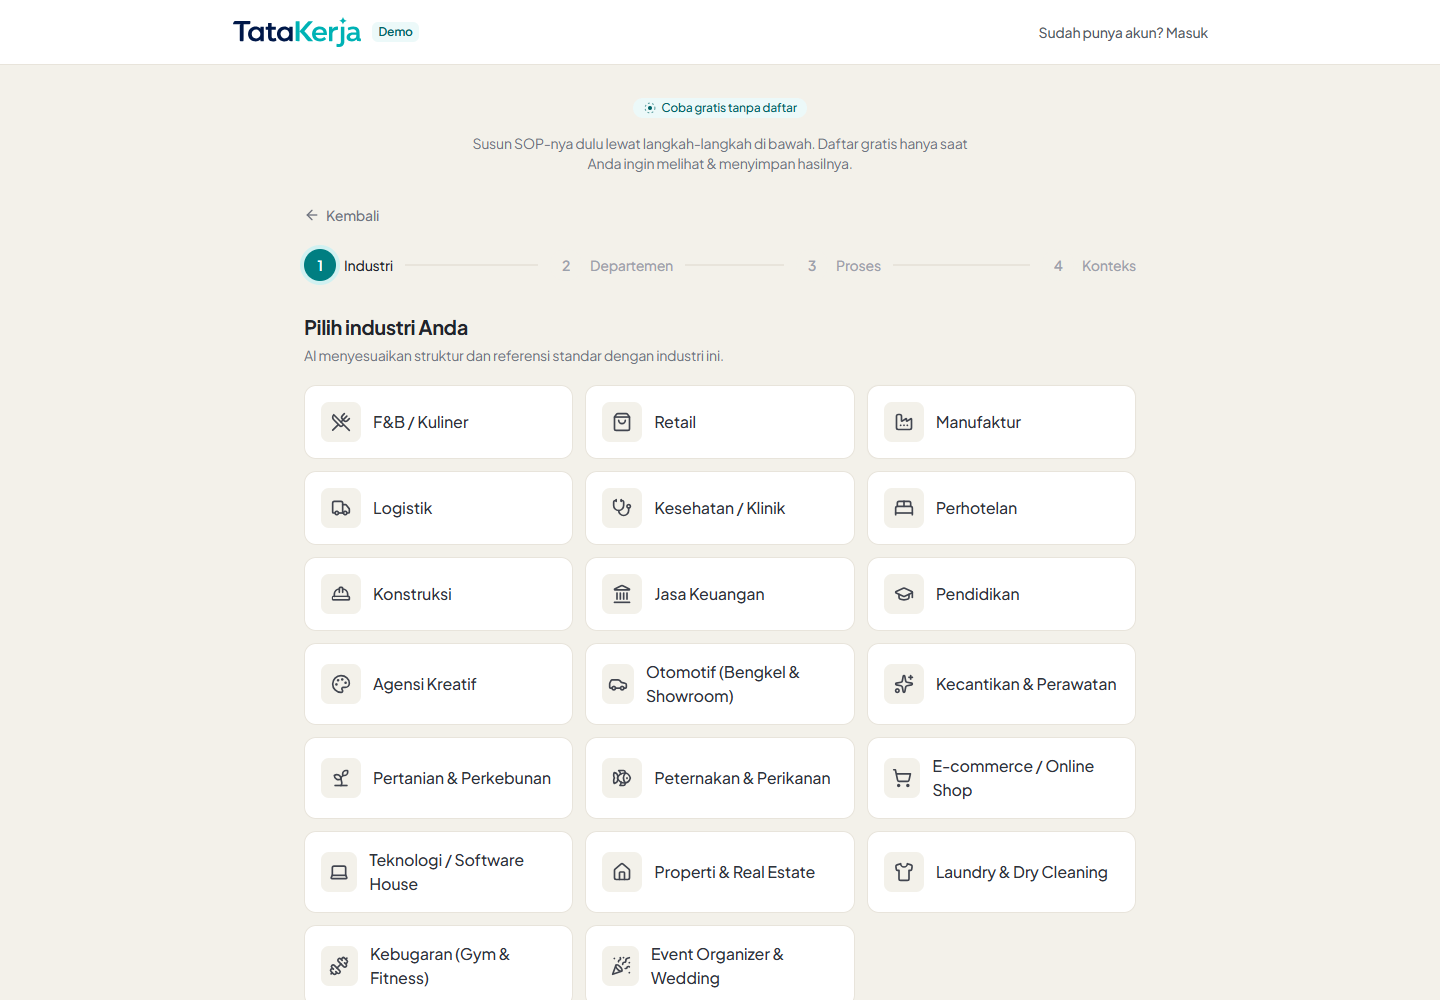 TataKerja Demo
Sudah punya akun? Masuk
Coba gratis tanpa daftar
Susun SOP-nya dulu lewat langkah-langkah di bawah. Daftar gratis hanya saat
Anda ingin melihat & menyimpan hasilnya.
Kembali
1 Industri 2 Departemen 3 Proses 4 Konteks
Pilih industri Anda
AI menyesuaikan struktur dan referensi standar dengan industri ini.
F&B / Kuliner
Retail
Manufaktur
Logistik
Kesehatan / Klinik
Perhotelan
Konstruksi
Jasa Keuangan
Pendidikan
Agensi Kreatif
Otomotif (Bengkel &
Showroom)
Kecantikan & Perawatan
Pertanian & Perkebunan
Peternakan & Perikanan
E-commerce / Online
Shop
Teknologi / Software
House
Properti & Real Estate
Laundry & Dry Cleaning
Kebugaran (Gym &
Fitness)
Event Organizer &
Wedding